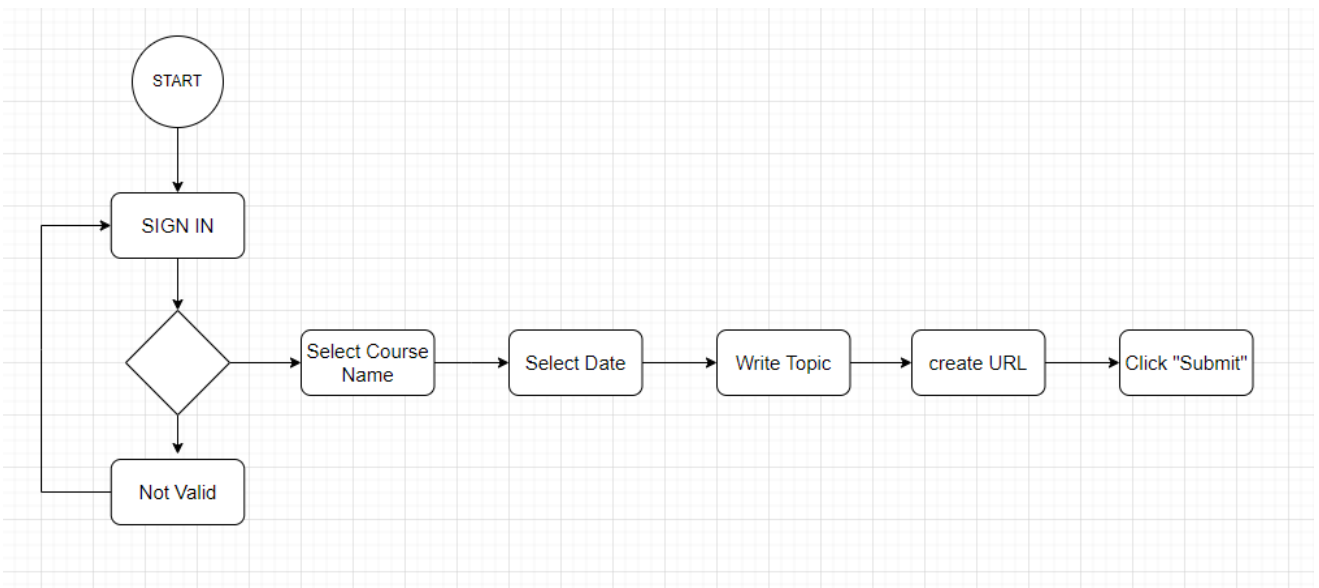 START
SIGN IN
Select Course
Name
Select Date
Write Topic
create URL
Click "Submit"
Not Valid